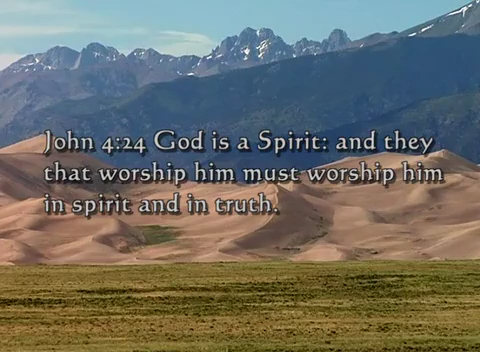 John 4:24 God is a Spirit: and they
that worship him must worship him
in spirit and in truth.